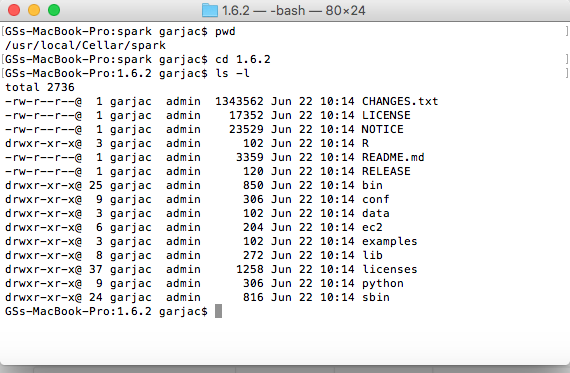 1.6.2 — -bash — 80×24
[GSs-MacBook-Pro:spark garjac$ pwd ]
/usr/local/Cellar/spark
[GSs-MacBook-Pro:spark garjac$ cd 1.6.2 ]
[GSs-MacBook-Pro:1.6.2 garjac$ ls -l ]
total 2736
-rw-r--r--@  1 garjac  admin  1343562 Jun 22 10:14 CHANGES.txt
-rw-r--r--@  1 garjac  admin    17352 Jun 22 10:14 LICENSE
-rw-r--r--@  1 garjac  admin    23529 Jun 22 10:14 NOTICE
drwxr-xr-x@  3 garjac  admin      102 Jun 22 10:14 R
-rw-r--r--@  1 garjac  admin     3359 Jun 22 10:14 README.md
-rw-r--r--@  1 garjac  admin      120 Jun 22 10:14 RELEASE
drwxr-xr-x@ 25 garjac  admin      850 Jun 22 10:14 bin
drwxr-xr-x@  9 garjac  admin      306 Jun 22 10:14 conf
drwxr-xr-x@  3 garjac  admin      102 Jun 22 10:14 data
drwxr-xr-x@  6 garjac  admin      204 Jun 22 10:14 ec2
drwxr-xr-x@  3 garjac  admin      102 Jun 22 10:14 examples
drwxr-xr-x@  8 garjac  admin      272 Jun 22 10:14 lib
drwxr-xr-x@ 37 garjac  admin     1258 Jun 22 10:14 licenses
drwxr-xr-x@  9 garjac  admin      306 Jun 22 10:14 python
drwxr-xr-x@ 24 garjac  admin      816 Jun 22 10:14 sbin
GSs-MacBook-Pro:1.6.2 garjac$